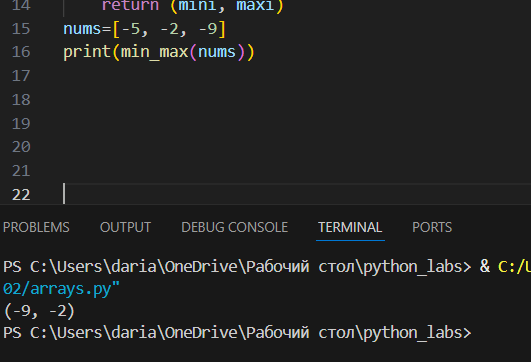 14 return (mini, maxi)
15 nums=[-5, -2, -9]
16 print(min_max(nums))
17
18
19
20
21
22
PROBLEMS OUTPUT DEBUG CONSOLE TERMINAL PORTS
PS C:\Users\daria\OneDrive\Рабочий стол\python_labs> & C:/U
02/arrays.py"
(-9, -2)
PS C:\Users\daria\OneDrive\Рабочий стол\python_labs>